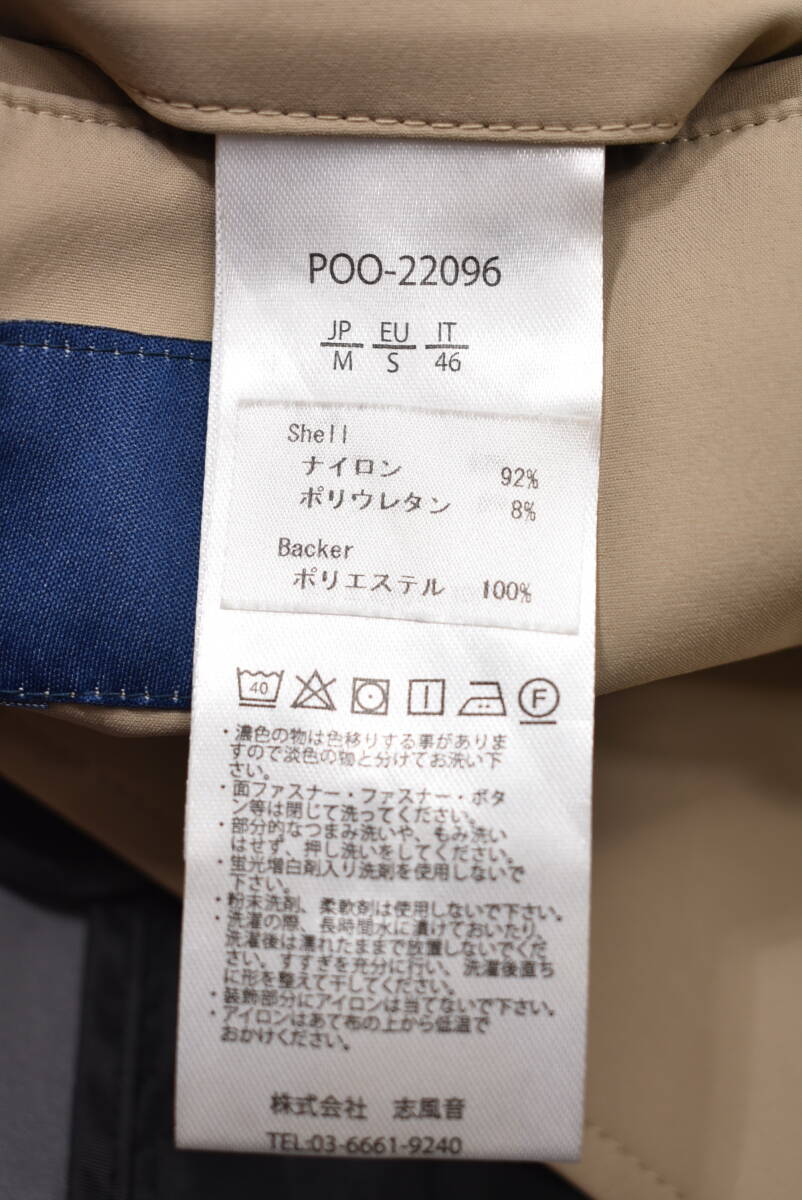 POO-22096
JP EU IT
M S 46
Shell
ナイロン 92%
ポリウレタン 8%
Backer
ポリエステル 100%
40 F
・濃色の物は色移りする事がありま
すので淡色の物と分けてお洗い下
さい。
・面ファスナー・ファスナー・ボタ
ン等は閉じて洗ってください。
・部分的なつまみ洗いや、もみ洗い
はせず、押し洗いをしてください。
・蛍光増白剤入り洗剤を使用しないで
下さい。
・粉末洗剤、柔軟剤は使用しないで下さい。
・洗濯の際、長時間水に漬けておいたり、
洗濯後は濡れたままで放置しないでくだ
さい。すすぎを充分に行い、洗濯後直ち
に形を整えて干してください。
・装飾部分にアイロンは当てないで下さい。
・アイロンはあて布の上から低温で
おかけください。
株式会社 志風音
TEL:03-6661-9240